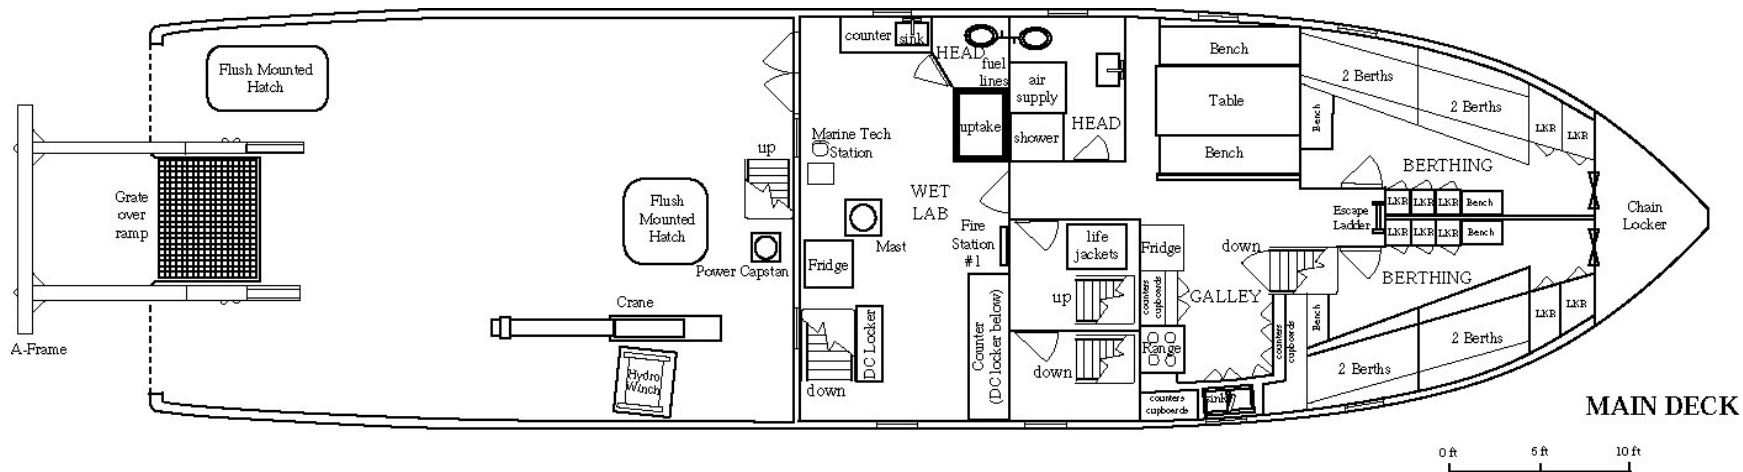 Flush Mounted
Hatch
Grate
over
ramp
A-Frame
Flush
Mounted
Hatch
up
Power Capstan
Crane
Hydro
Winch
counter
sink
HEAD
fuel
lines
uptake
Marine Tech
Station
WET
LAB
Mast
Fridge
Fire
Station
#1
DC Locker
down
Counter
(DC locker below)
air
supply
shower
HEAD
life
jackets
up
down
Bench
Table
Bench
Bench
Fridge
counters
cupboards
GALLEY
Range
counters
cupboards
sink
counters
cupboards
down
Bench
2 Berths
2 Berths
LKR
LKR
BERTHING
Escape
Ladder
LKR
LKR
LKR
Bench
LKR
LKR
LKR
Bench
BERTHING
2 Berths
2 Berths
LKR
LKR
Chain
Locker
MAIN DECK
0 ft
5 ft
10 ft